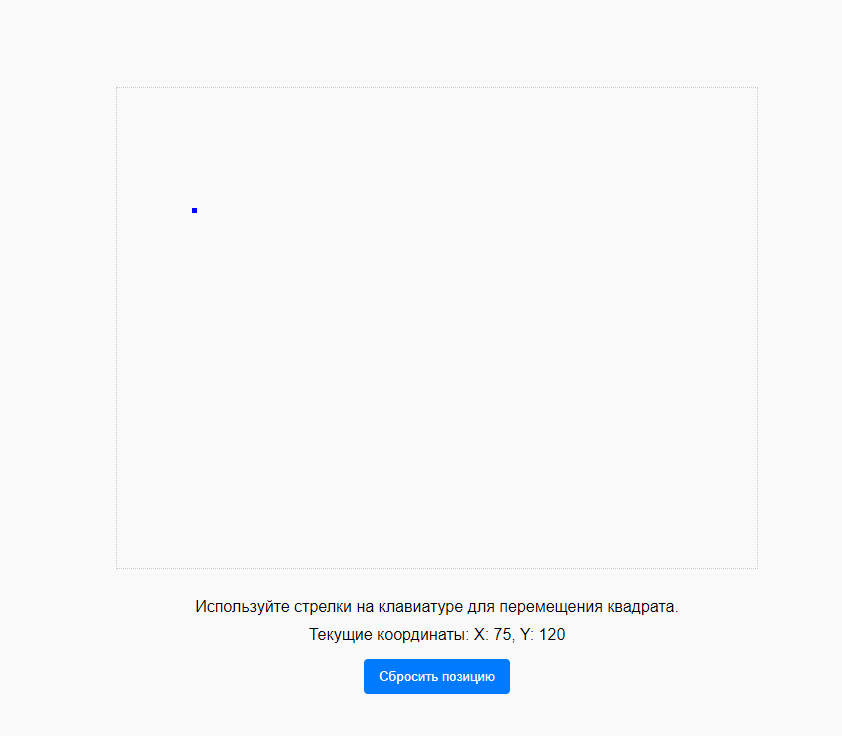 Используйте стрелки на клавиатуре для перемещения квадрата.
Текущие координаты: X: 75, Y: 120
Сбросить позицию